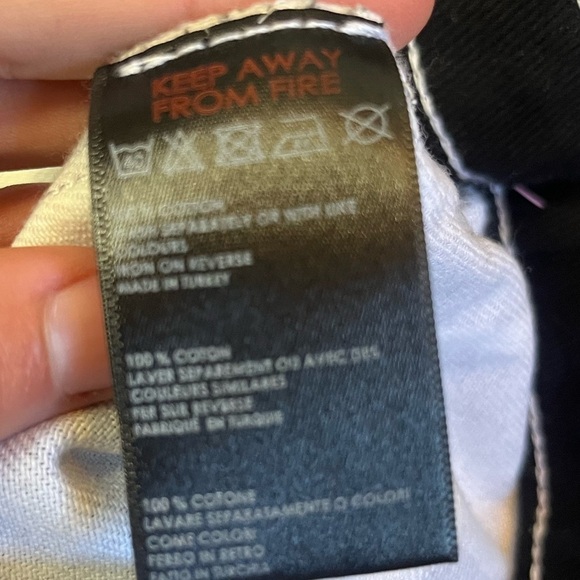 KEEP AWAY
FROM FIRE
40
COTTON
SEPARATELY OR WITH LIKE
COLOURS
IRON ON REVERSE
MADE IN TURKEY
100 % COTON
LAVER SEPAREMENT OU AVEC DES
COULEURS SIMILAIRES
FER SUR REVERSE
FABRIQUE EN TURQUIE
100 % COTONE
LAVARE SEPARATAMENTE O COLORI
COME COLORI
FERRO IN RETRO